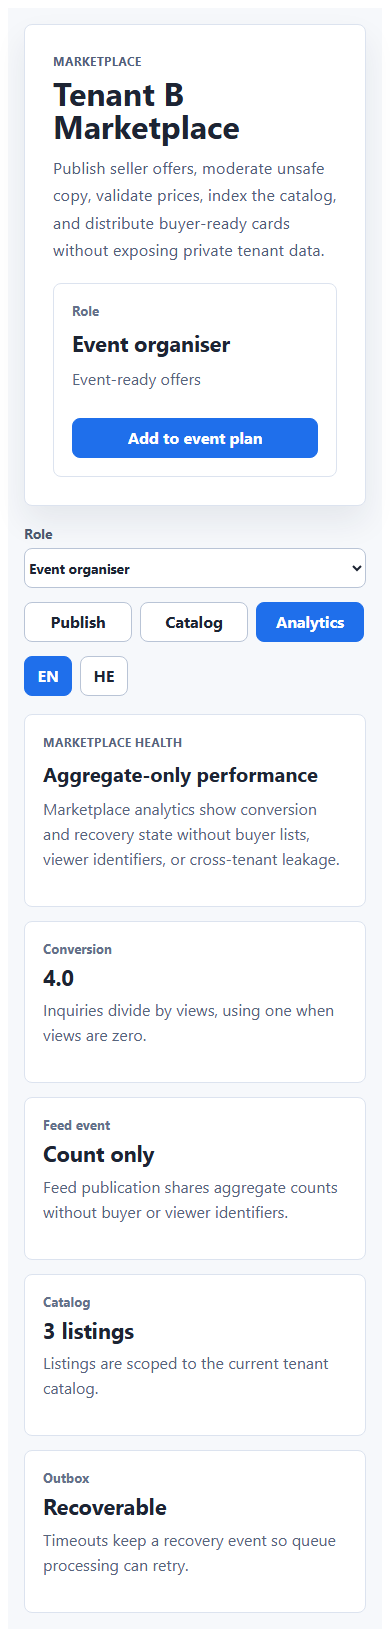 MARKETPLACE
Tenant B
Marketplace
Publish seller offers, moderate unsafe
copy, validate prices, index the catalog,
and distribute buyer-ready cards
without exposing private tenant data.
Role
Event organiser
Event-ready offers
Add to event plan
Role
Event organiser
Publish
Catalog
Analytics
EN
HE
MARKETPLACE HEALTH
Aggregate-only performance
Marketplace analytics show conversion
and recovery state without buyer lists,
viewer identifiers, or cross-tenant leakage.
Conversion
4.0
Inquiries divide by views, using one when
views are zero.
Feed event
Count only
Feed publication shares aggregate counts
without buyer or viewer identifiers.
Catalog
3 listings
Listings are scoped to the current tenant
catalog.
Outbox
Recoverable
Timeouts keep a recovery event so queue
processing can retry.